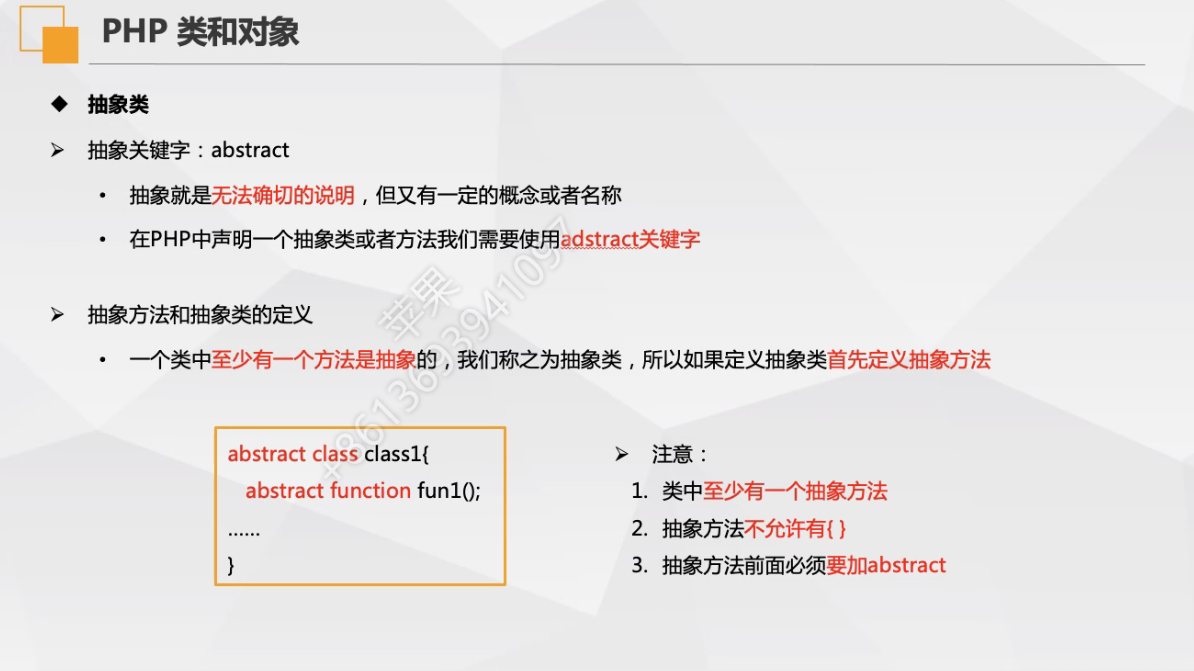 PHP 类和对象
抽象类
抽象关键字：abstract
抽象就是无法确切的说明，但又有一定的概念或者名称
在PHP中声明一个抽象类或者方法我们需要使用adstract关键字
抽象方法和抽象类的定义
一个类中至少有一个方法是抽象的，我们称之为抽象类，所以如果定义抽象类首先定义抽象方法
abstract class class1{
abstract function fun1();
……
}
注意：
1. 类中至少有一个抽象方法
2. 抽象方法不允许有{ }
3. 抽象方法前面必须要加abstract
苹果
+8613693941097